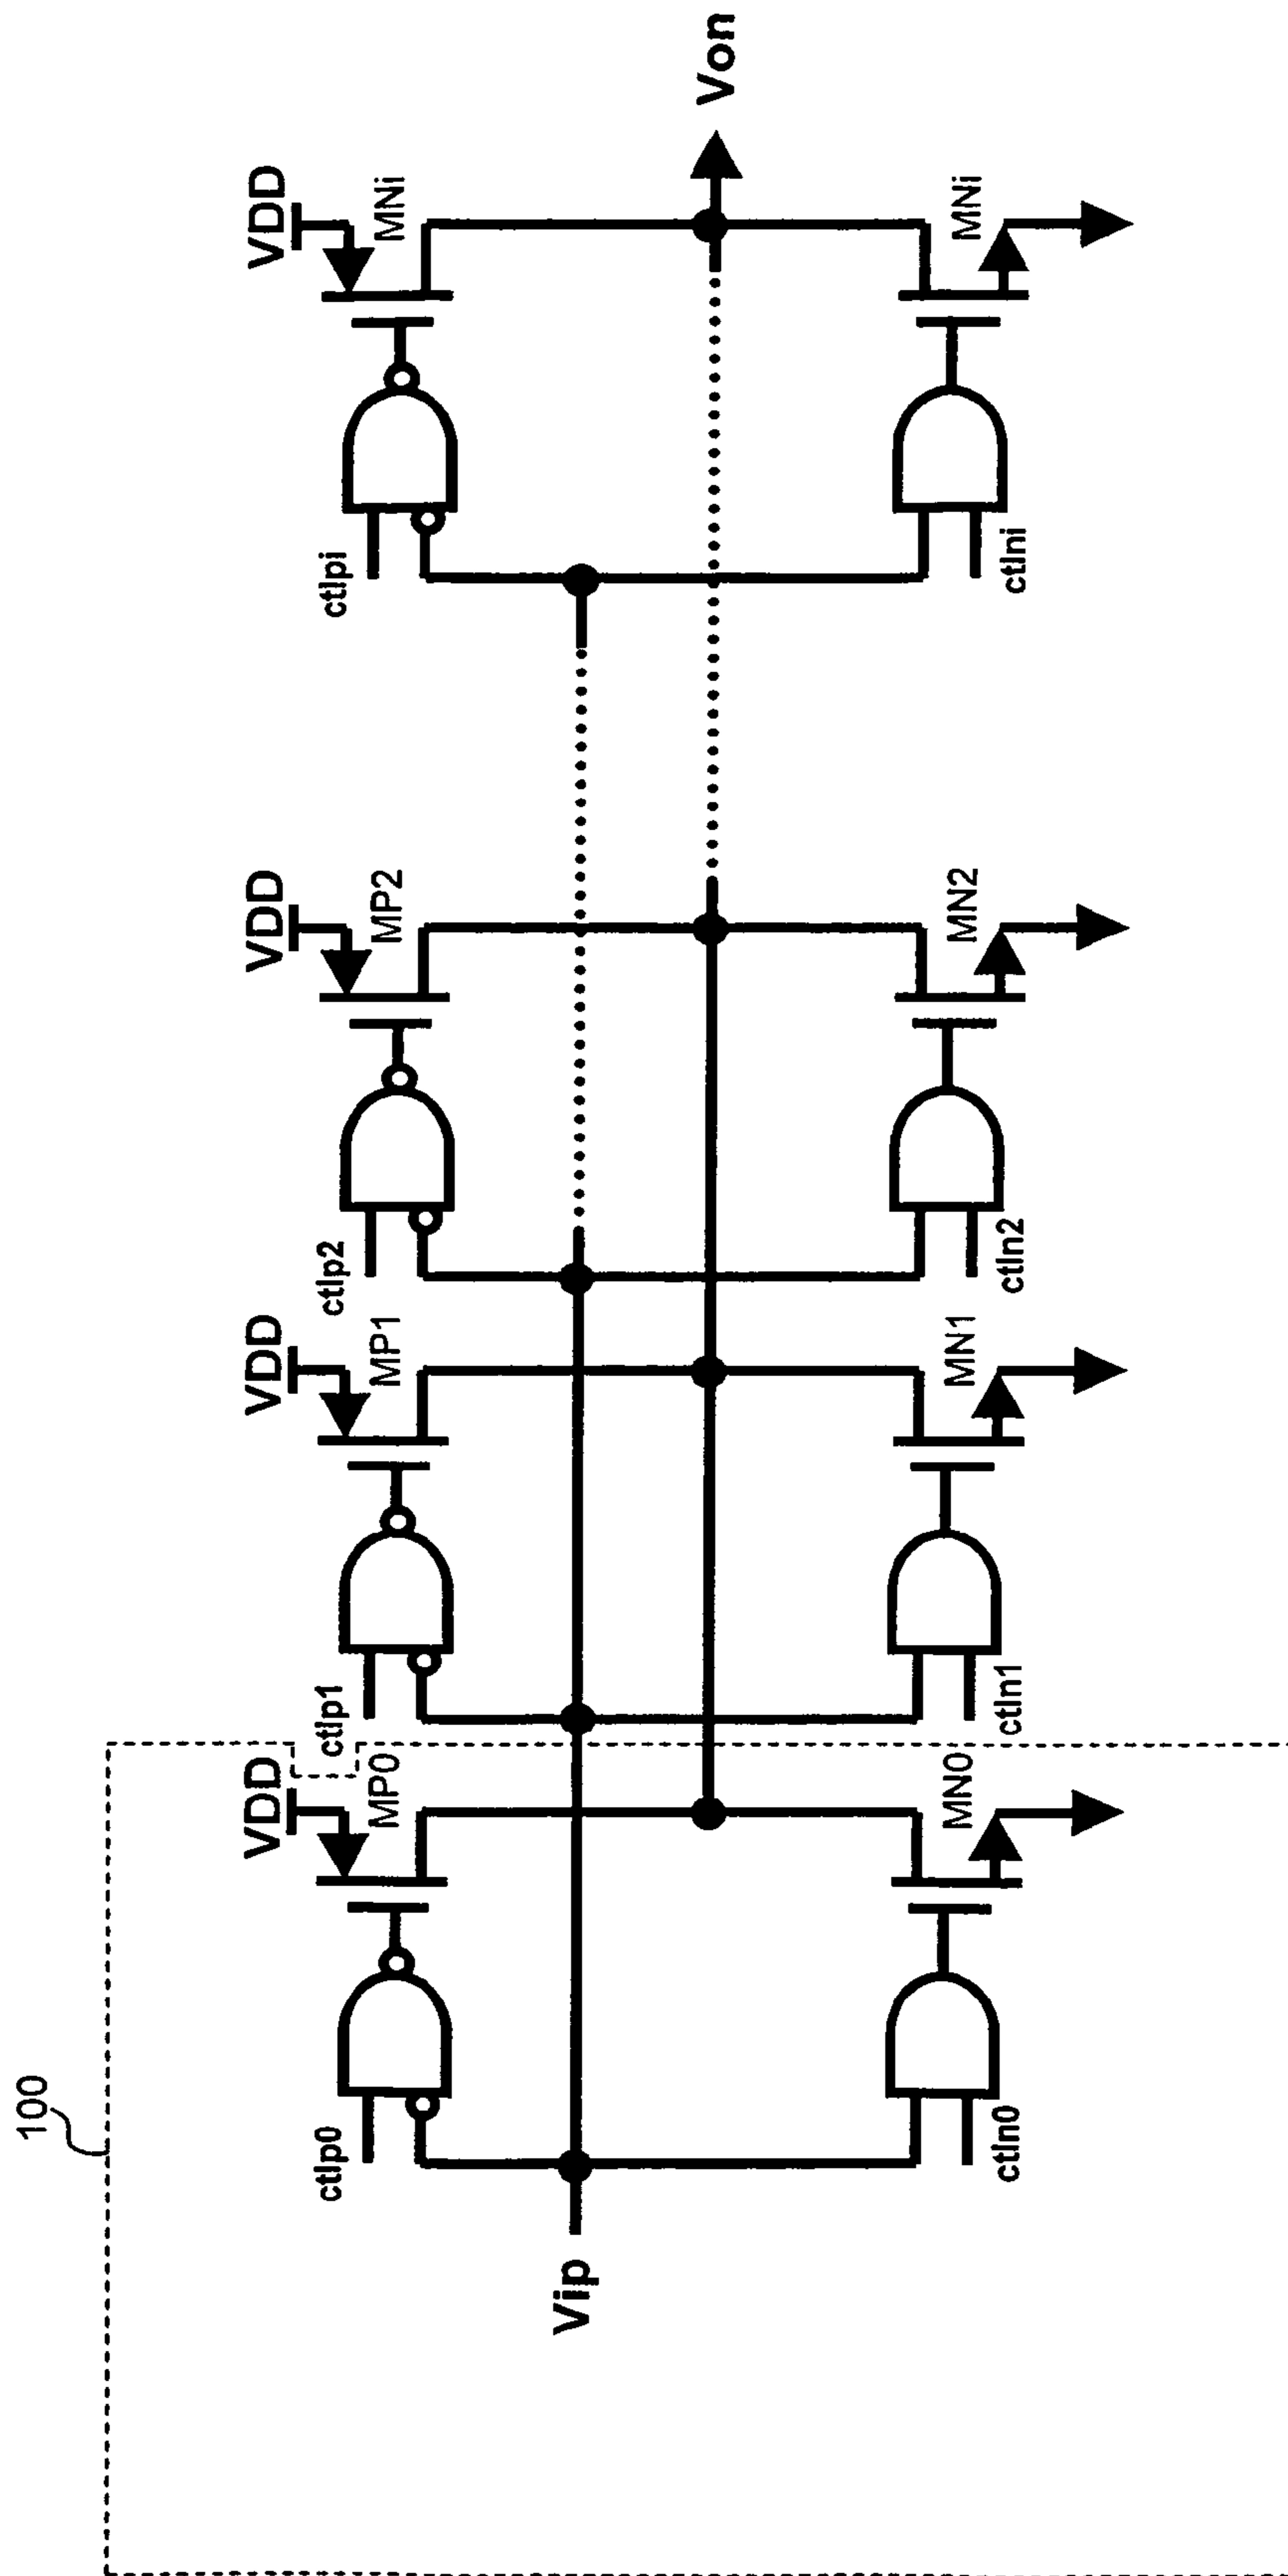 100
VDD
VDD
VDD
VDD
ctlp0
MP0
ctlp1
MP1
ctlp2
MP2
ctlpi
MNi
Vip
Von
ctln0
MN0
ctln1
MN1
ctln2
MN2
ctlni
MNi